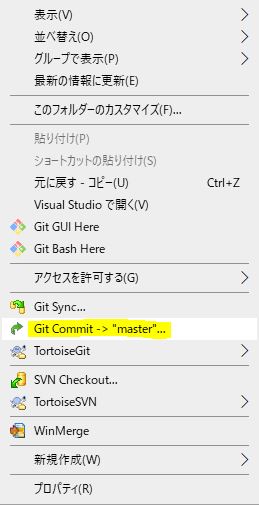 表示(V)
並べ替え(O)
グループで表示(P)
最新の情報に更新(E)
このフォルダーのカスタマイズ(F)...
貼り付け(P)
ショートカットの貼り付け(S)
元に戻す - コピー(U) Ctrl+Z
Visual Studio で開く(V)
Git GUI Here
Git Bash Here
アクセスを許可する(G)
Git Sync...
Git Commit -> "master"...
TortoiseGit
SVN Checkout...
TortoiseSVN
WinMerge
新規作成(W)
プロパティ(R)